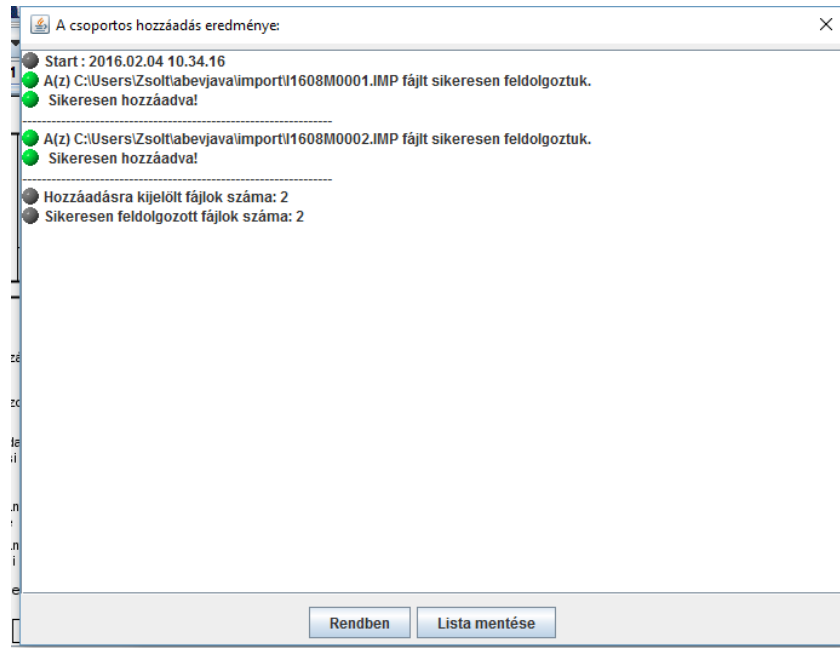 A csoportos hozzáadás eredménye:
Start : 2016.02.04 10.34.16
A(z) C:\Users\Zsolt\abevjava\import\I1608M0001.IMP fájlt sikeresen feldolgoztuk.
Sikeresen hozzáadva!
----------------------------------------------------------------
A(z) C:\Users\Zsolt\abevjava\import\I1608M0002.IMP fájlt sikeresen feldolgoztuk.
Sikeresen hozzáadva!
----------------------------------------------------------------
Hozzáadásra kijelölt fájlok száma: 2
Sikeresen feldolgozott fájlok száma: 2
Rendben Lista mentése